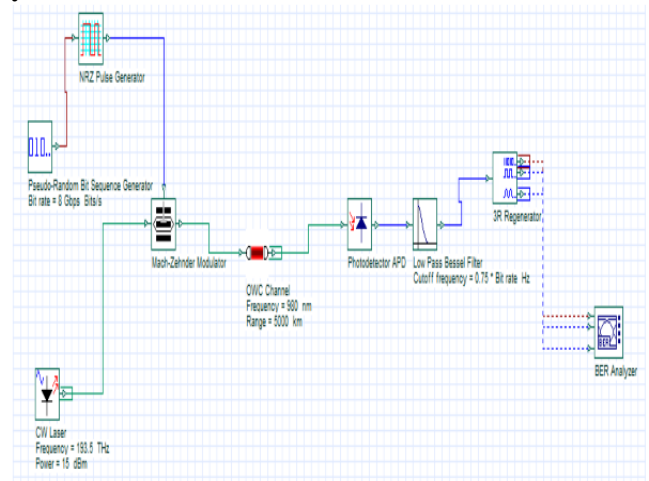 NRZ Pulse Generator
010..
Pseudo-Random Bit Sequence Generator
Bit rate = 8 Gbps Bits/s
Mach-Zehnder Modulator
OWC Channel
Frequency = 980 nm
Range = 5000 km
Photodetector APD
Low Pass Bessel Filter
Cutoff frequency = 0.75 * Bit rate Hz
3R Regenerator
BER
BER Analyzer
CW Laser
Frequency = 193.5 THz
Power = 15 dBm